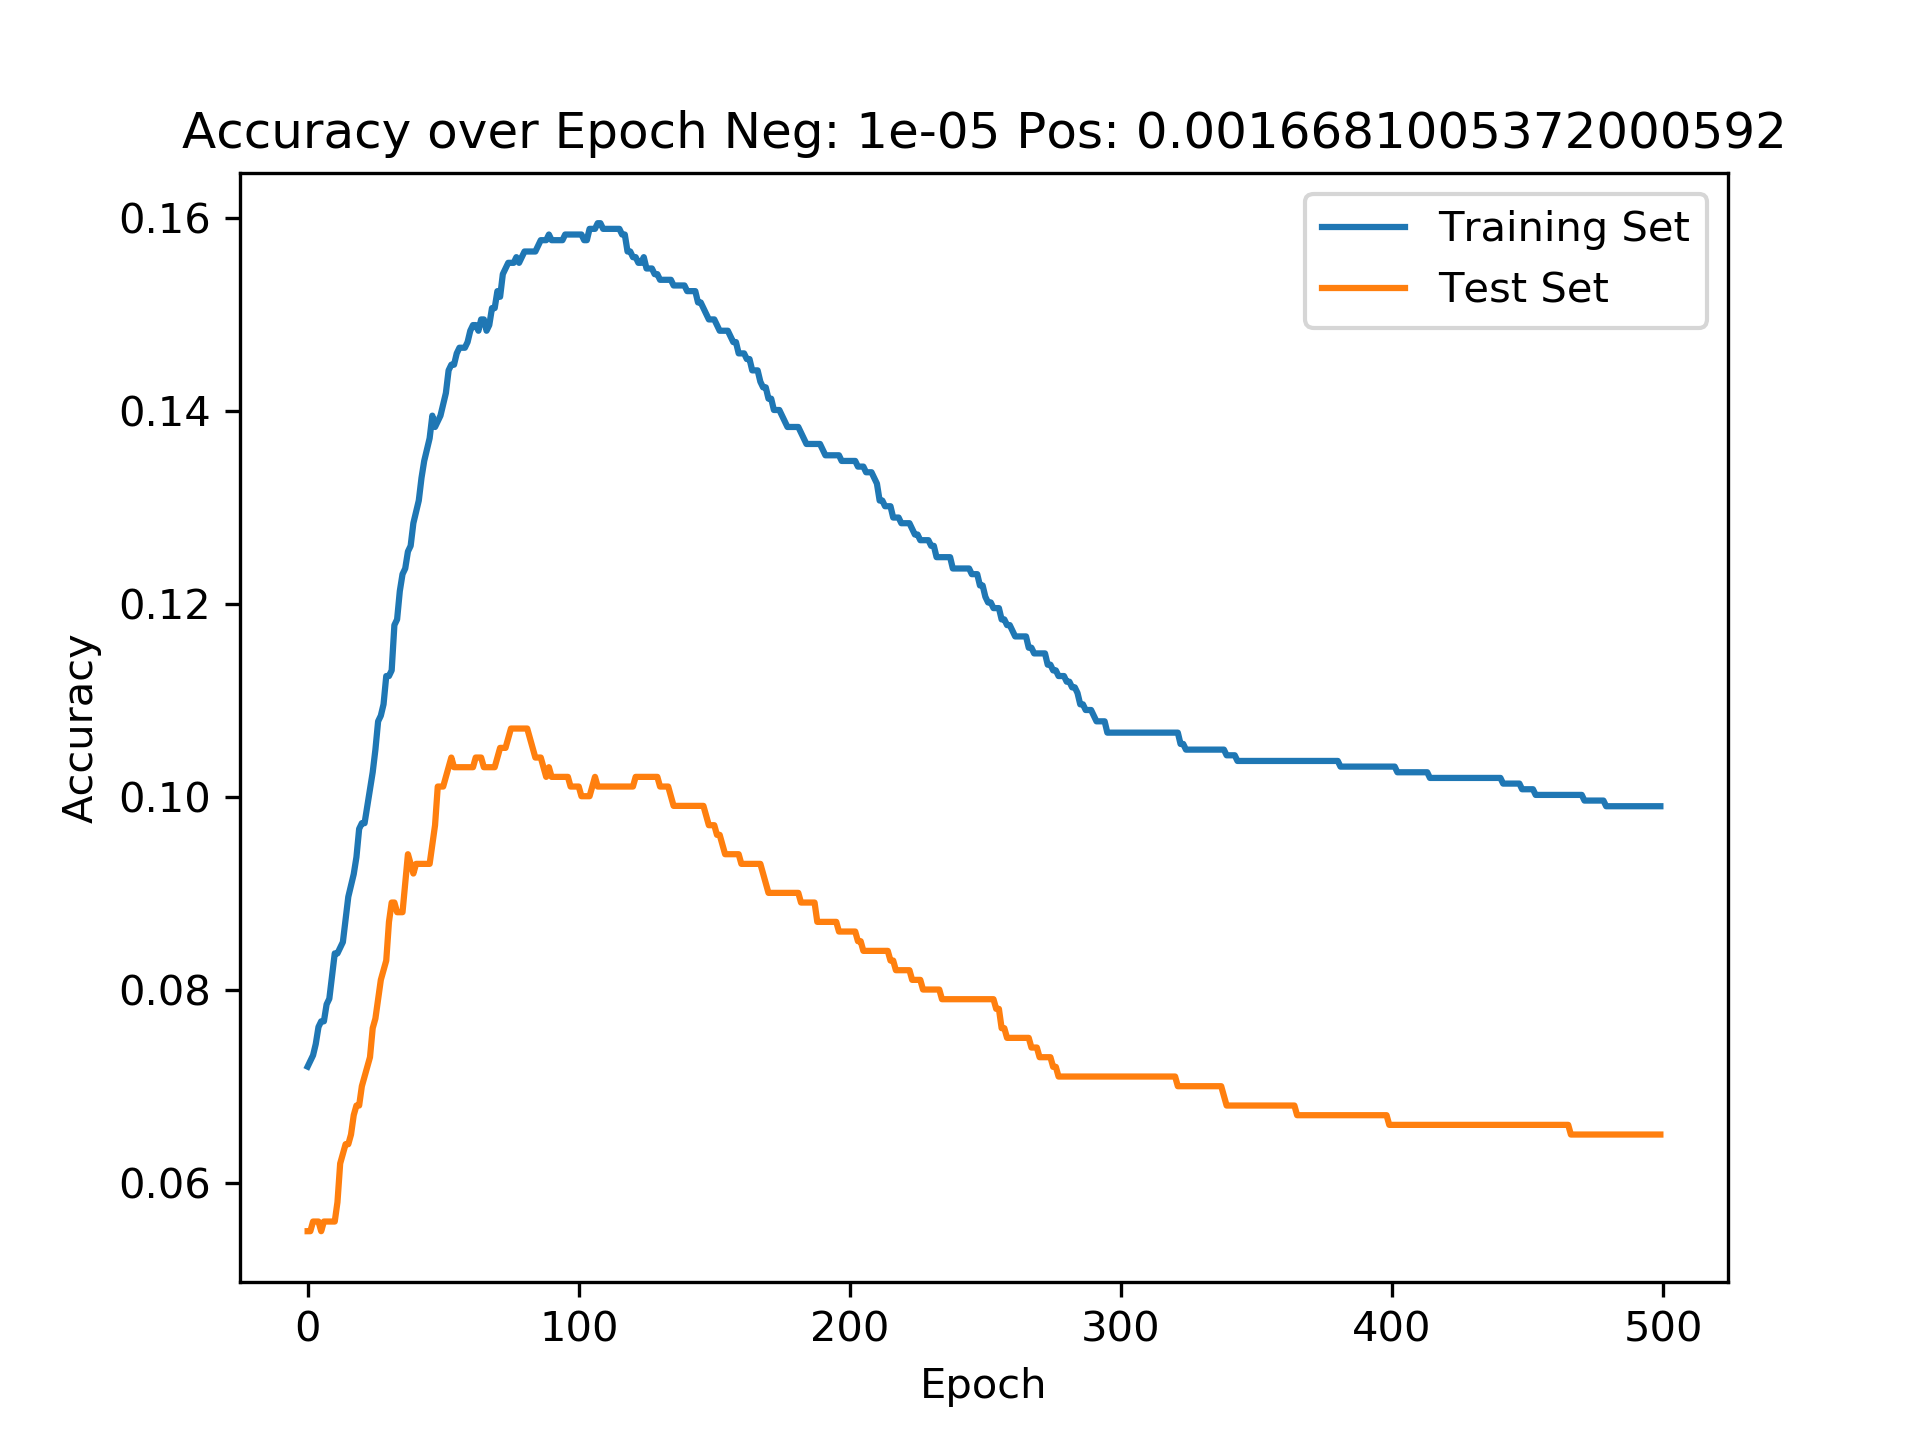 Accuracy over Epoch Neg: 1e-05 Pos: 0.0016681005372000592
Training Set
Test Set
Accuracy
0.16
0.14
0.12
0.10
0.08
0.06
0 100 200 300 400 500
Epoch